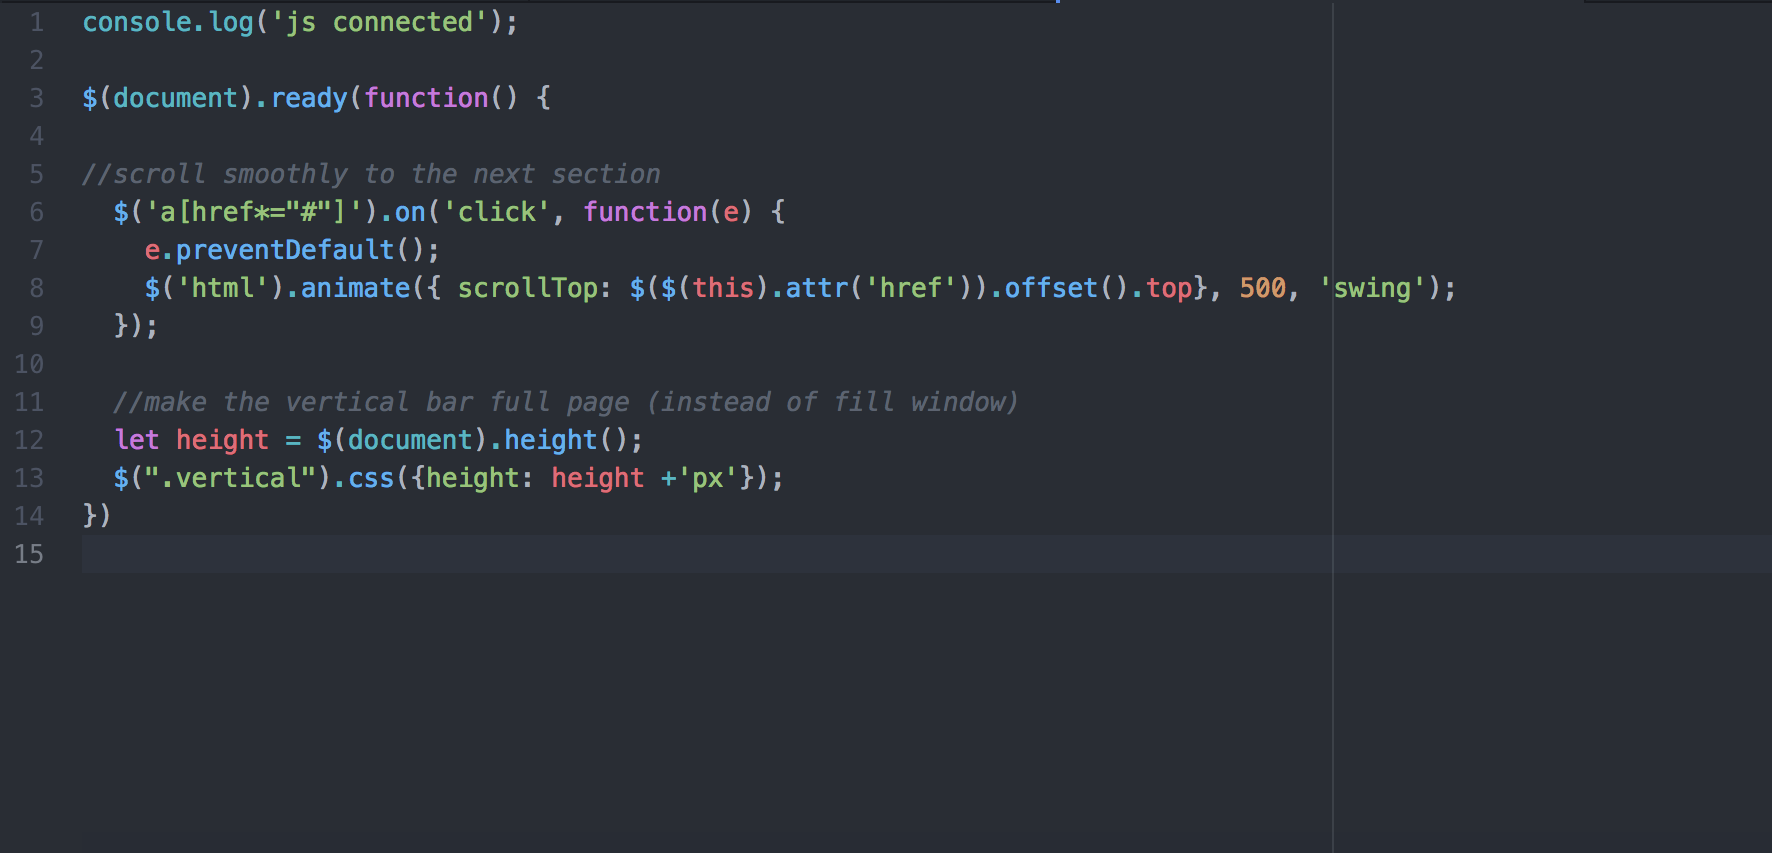 1 console.log('js connected');
2
3 $(document).ready(function() {
4
5 //scroll smoothly to the next section
6 $('a[href*="#"]').on('click', function(e) {
7 e.preventDefault();
8 $('html').animate({ scrollTop: $($(this).attr('href')).offset().top}, 500, 'swing');
9 });
10
11 //make the vertical bar full page (instead of fill window)
12 let height = $(document).height();
13 $(".vertical").css({height: height +'px'});
14 })
15